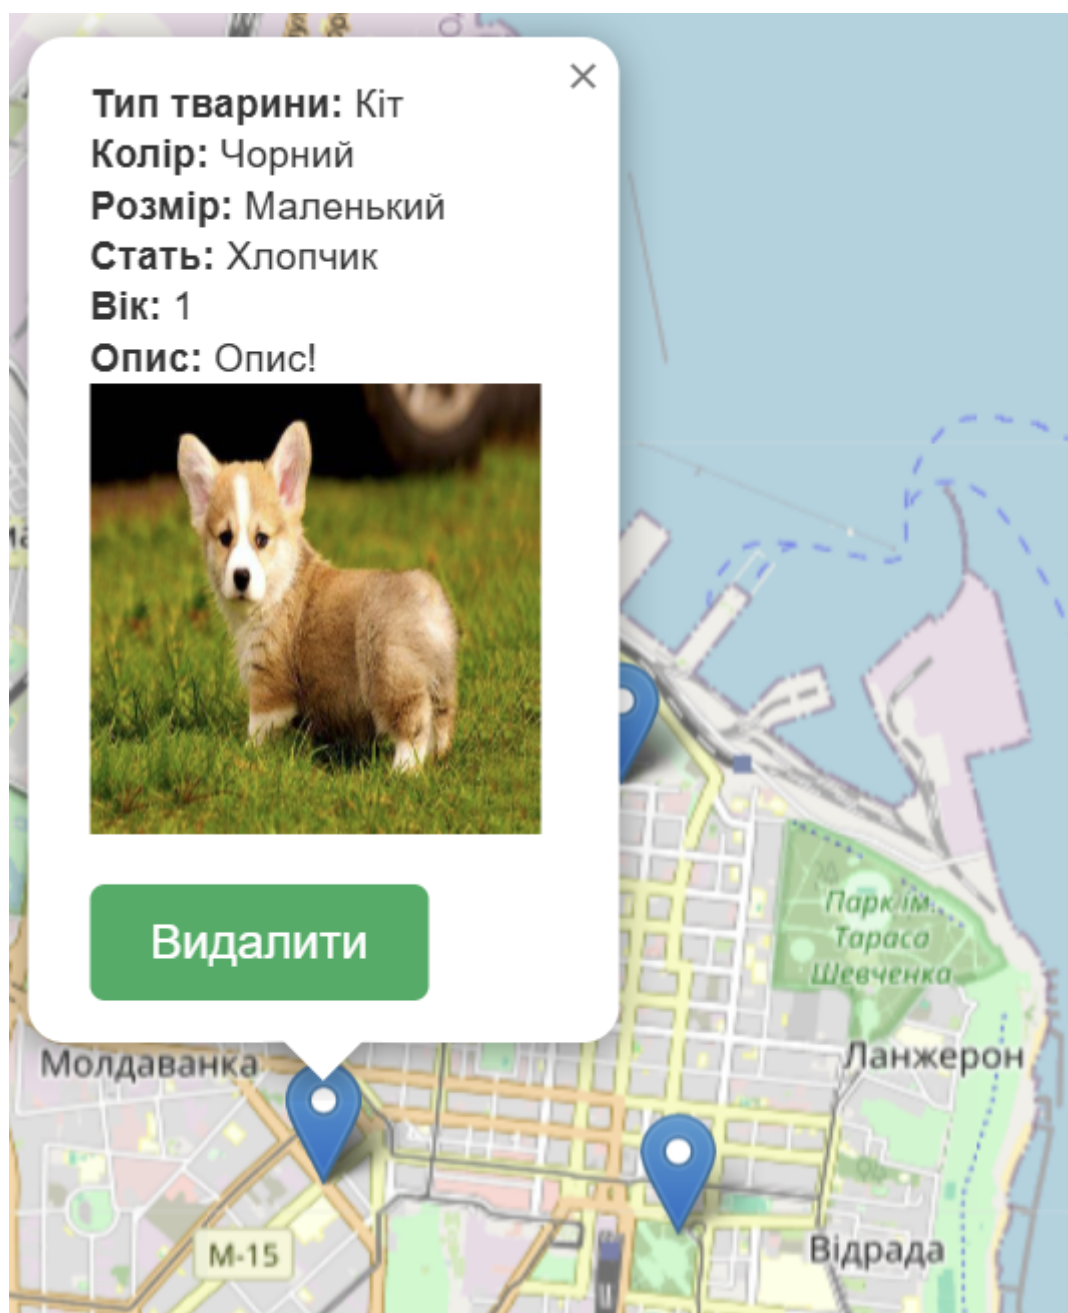 ×
Тип тварини: Кіт
Колір: Чорний
Розмір: Маленький
Стать: Хлопчик
Вік: 1
Опис: Опис!
Видалити
Парк ім.
Тараса
Шевченка
Молдаванка
Ланжерон
М-15
Відрада